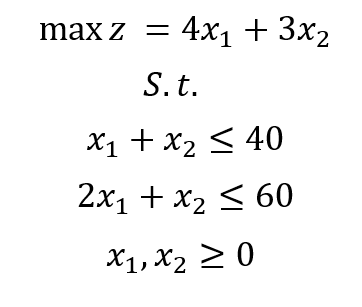 max z = 4x₁ + 3x₂
S. t.
x₁ + x₂ ≤ 40
2x₁ + x₂ ≤ 60
x₁, x₂ ≥ 0